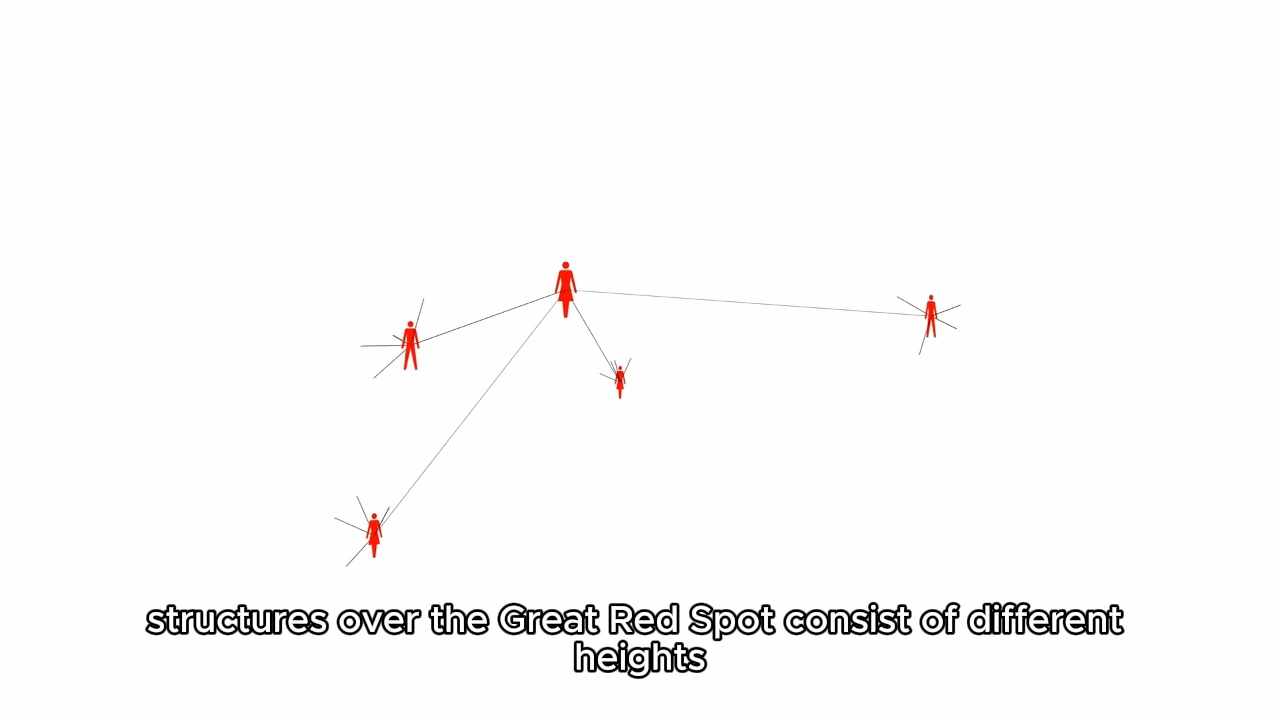 structures over the Great Red Spot consist of different
heights